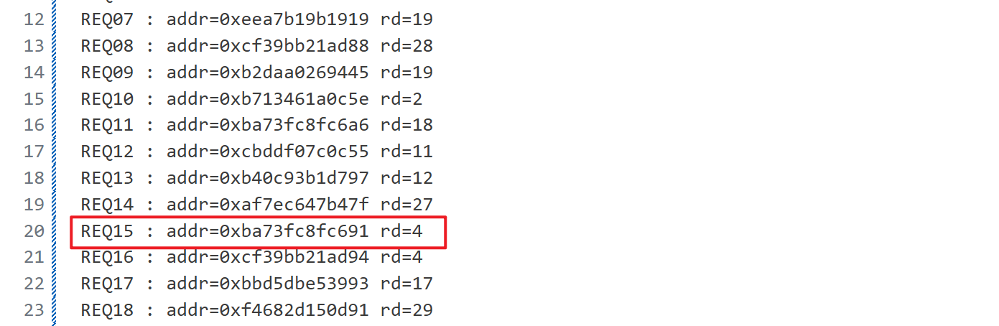 12 REQ07 : addr=0xeea7b19b1919 rd=19
13 REQ08 : addr=0xcf39bb21ad88 rd=28
14 REQ09 : addr=0xb2daa0269445 rd=19
15 REQ10 : addr=0xb713461a0c5e rd=2
16 REQ11 : addr=0xba73fc8fc6a6 rd=18
17 REQ12 : addr=0xcbddf07c0c55 rd=11
18 REQ13 : addr=0xb40c93b1d797 rd=12
19 REQ14 : addr=0xaf7ec647b47f rd=27
20 REQ15 : addr=0xba73fc8fc691 rd=4
21 REQ16 : addr=0xcf39bb21ad94 rd=4
22 REQ17 : addr=0xbbd5dbe53993 rd=17
23 REQ18 : addr=0xf4682d150d91 rd=29